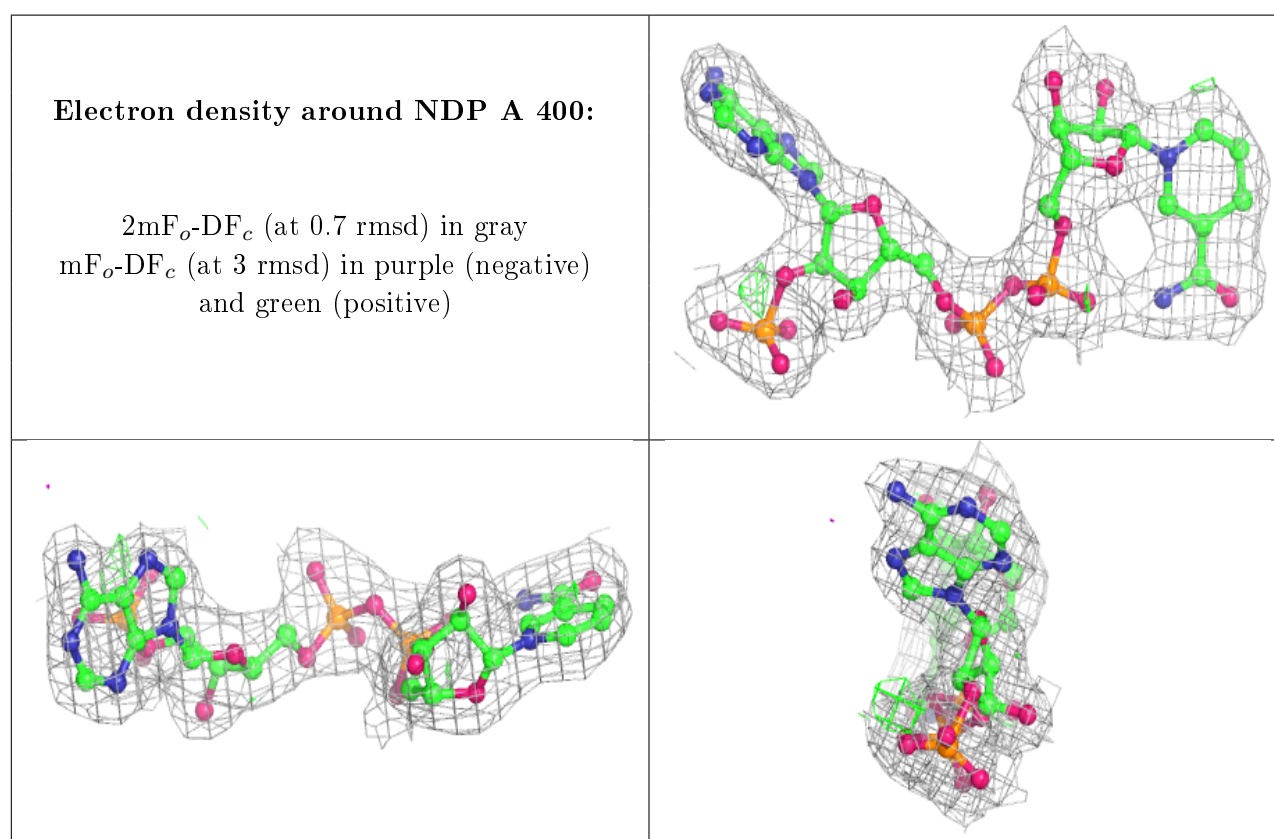 Electron density around NDP A 400:
2mFₒ-DF𝒸 (at 0.7 rmsd) in gray
mFₒ-DF𝒸 (at 3 rmsd) in purple (negative)
and green (positive)